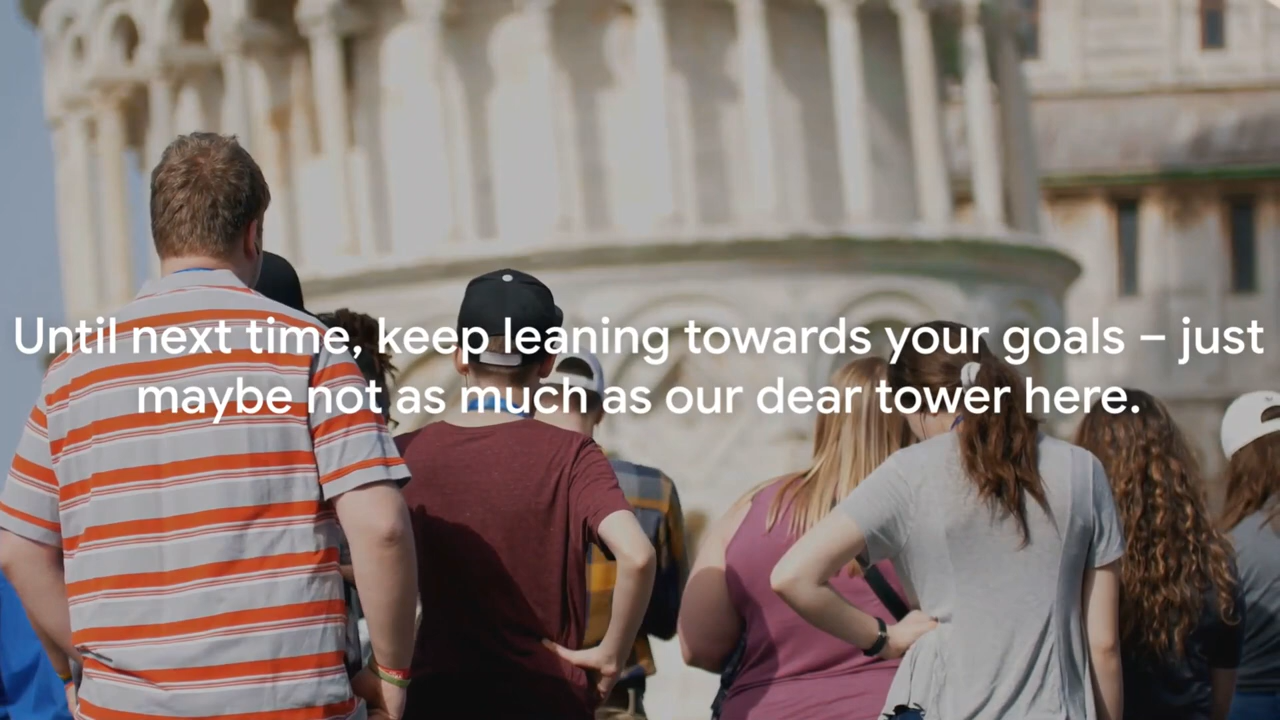 Until next time, keep leaning towards your goals – just
maybe not as much as our dear tower here.